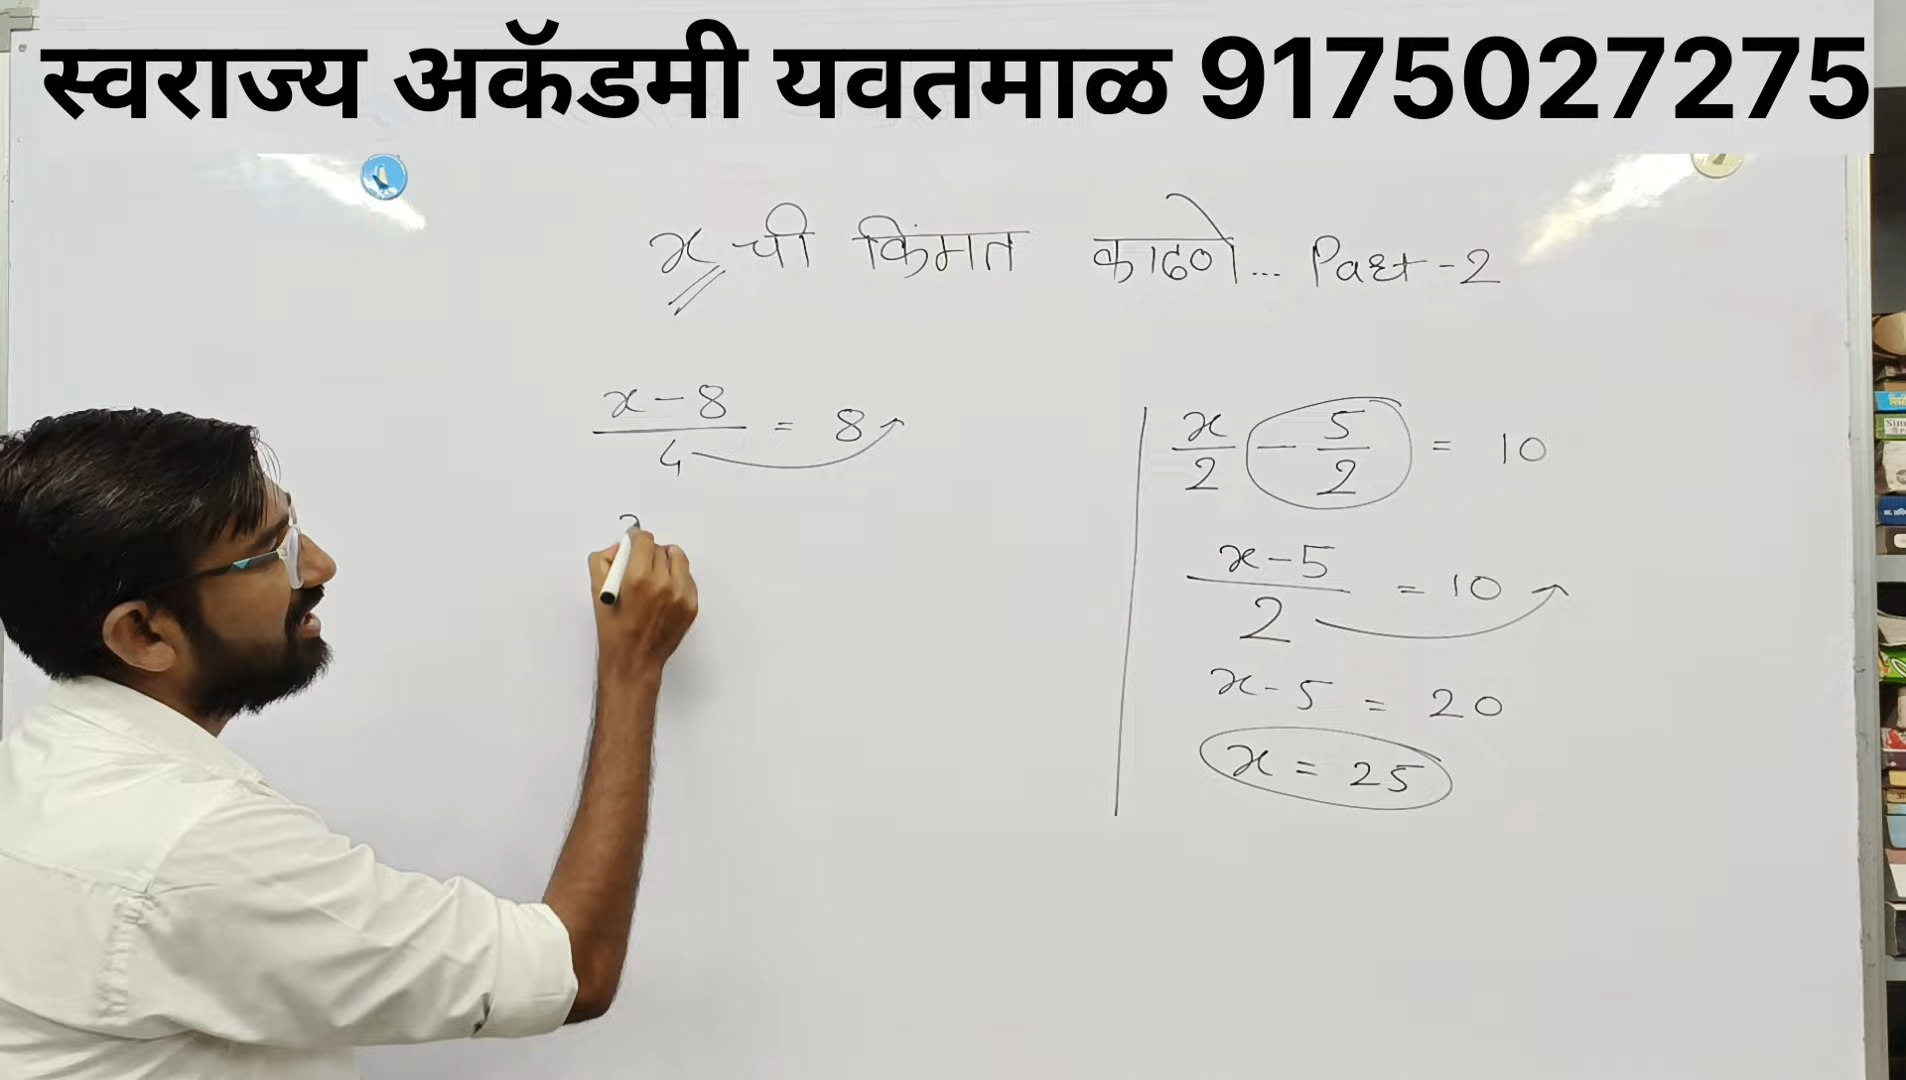 स्वराज्य अकॅडमी यवतमाळ 9175027275
x ची किंमत काढणे... Part-2
x-8
4
= 8
x/2 - 5/2 = 10
x-5
2
= 10
x-5 = 20
x = 25